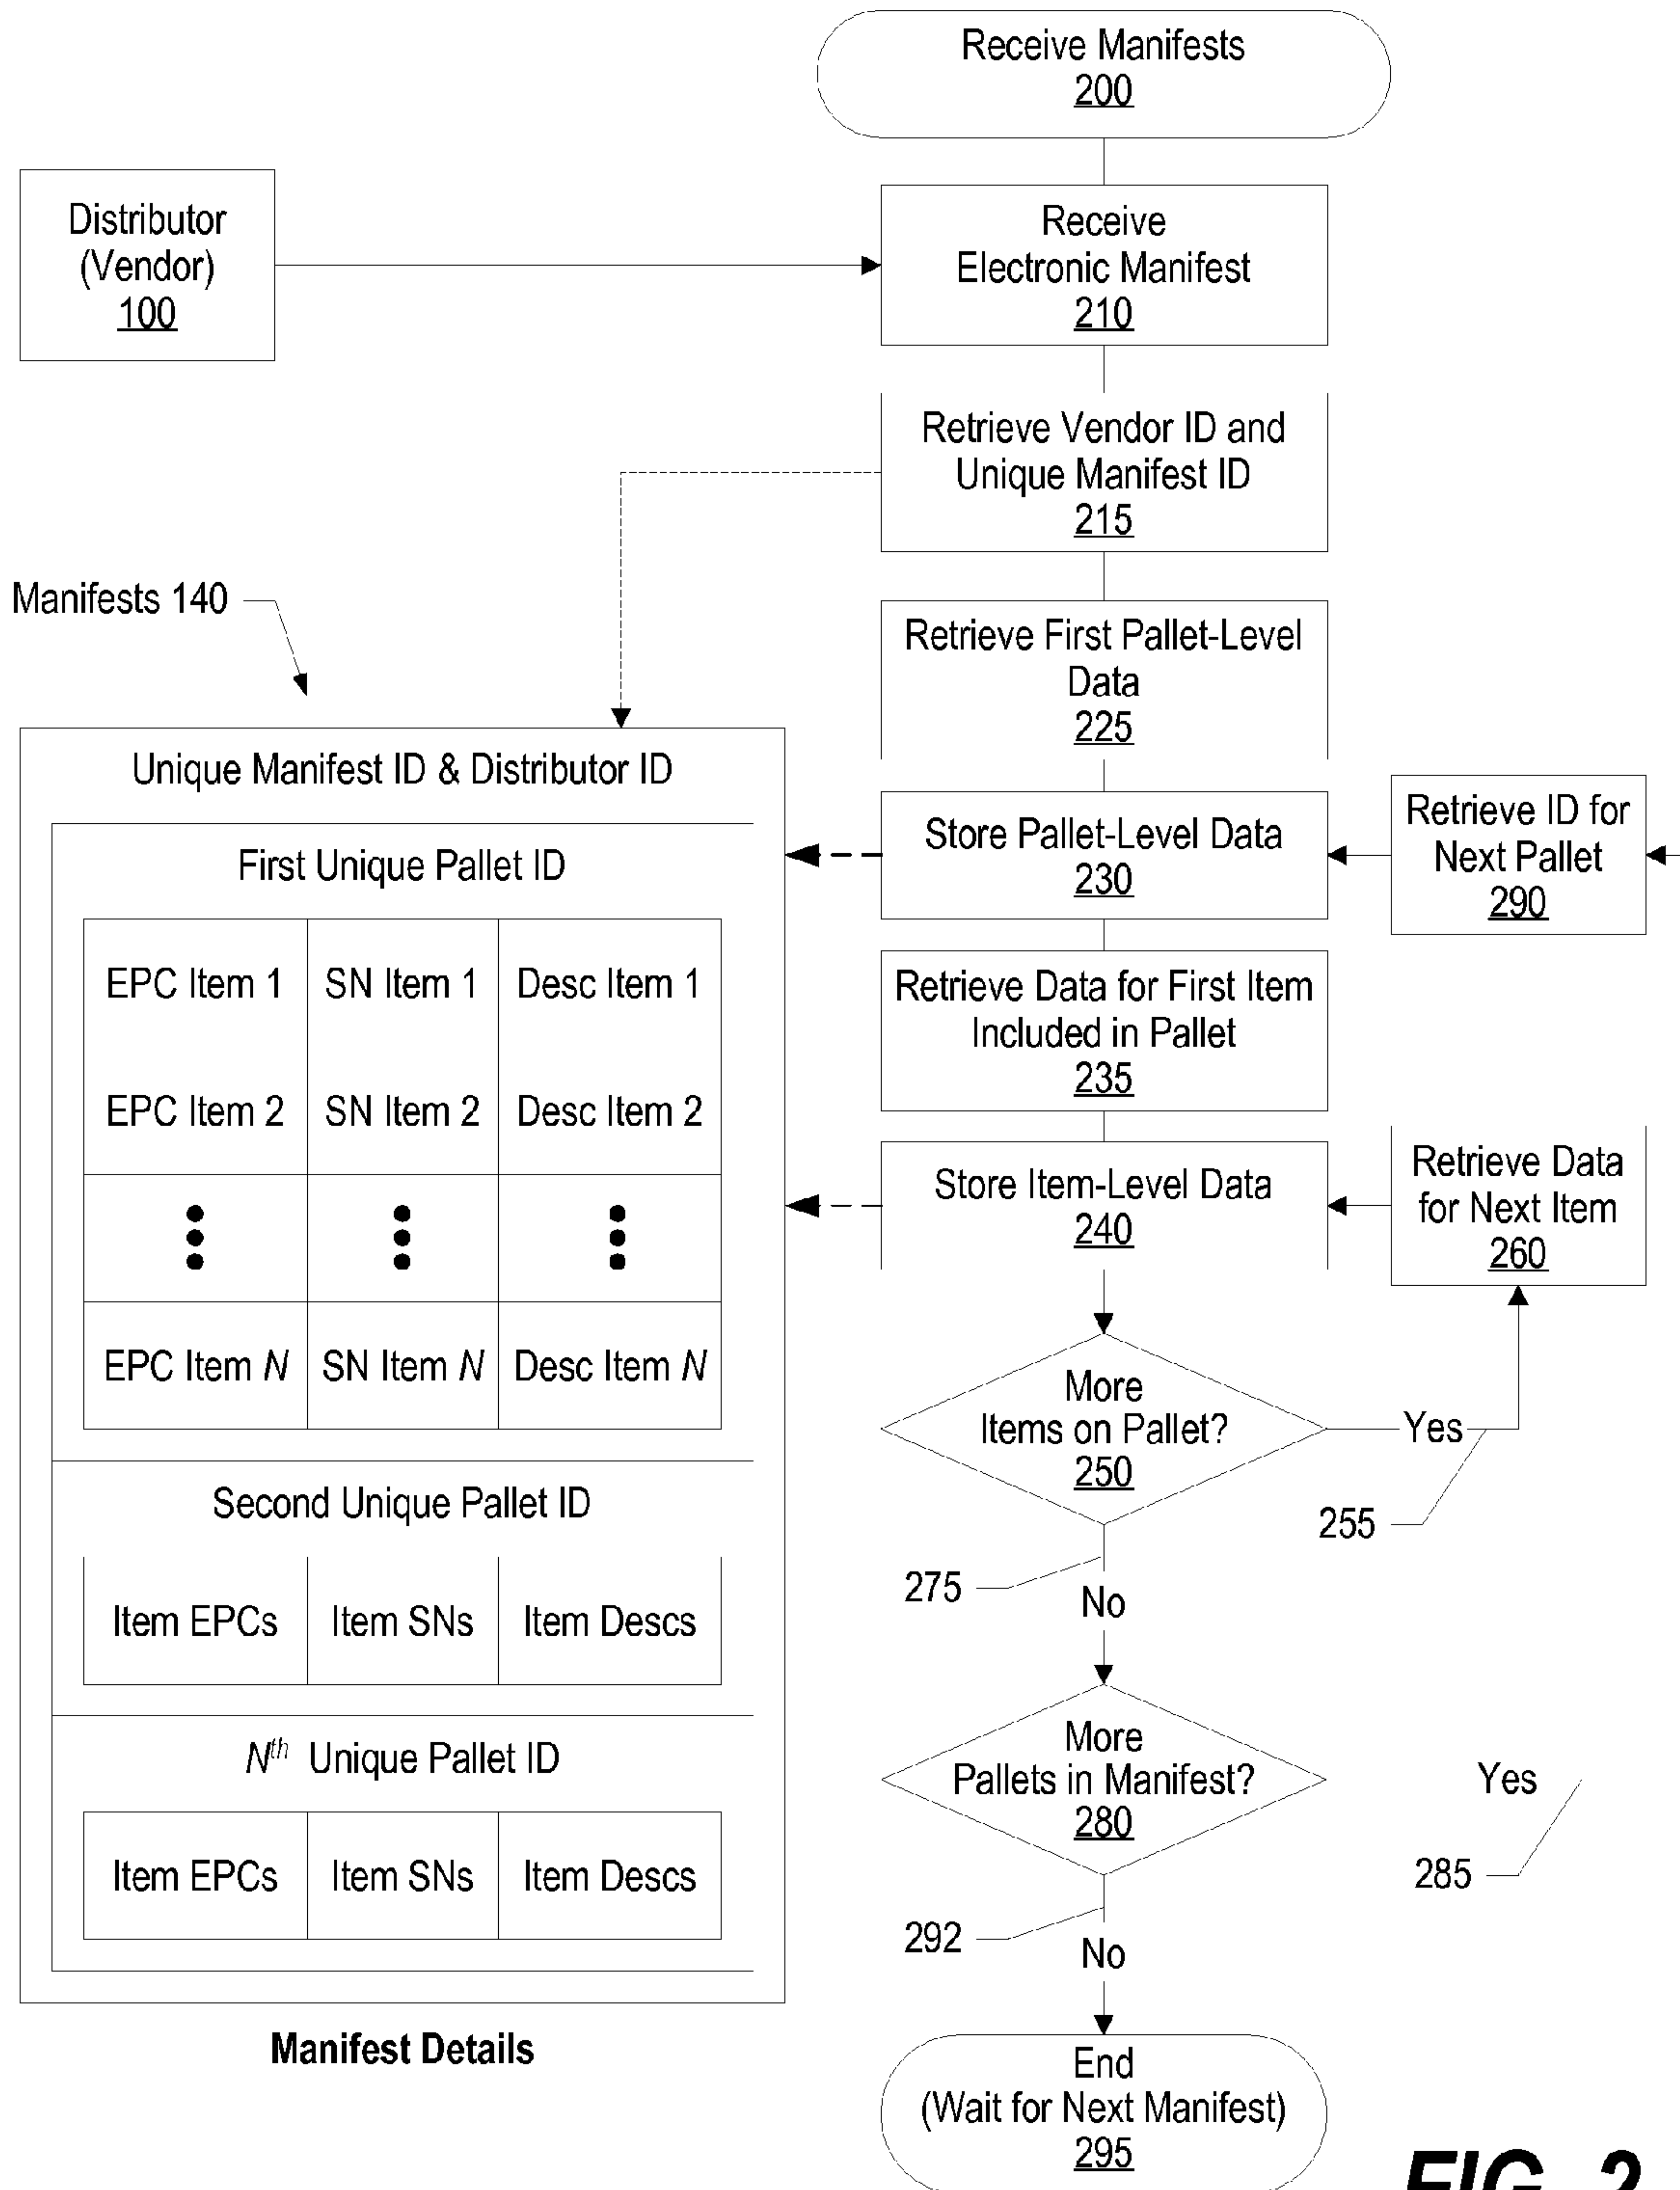 Receive Manifests
200
Distributor
(Vendor)
100
Receive
Electronic Manifest
210
Retrieve Vendor ID and
Unique Manifest ID
215
Manifests 140
Retrieve First Pallet-Level
Data
225
Unique Manifest ID & Distributor ID
First Unique Pallet ID
Store Pallet-Level Data
230
Retrieve ID for
Next Pallet
290
EPC Item 1 SN Item 1 Desc Item 1
EPC Item 2 SN Item 2 Desc Item 2
EPC Item N SN Item N Desc Item N
Retrieve Data for First Item
Included in Pallet
235
Store Item-Level Data
240
Retrieve Data
for Next Item
260
More
Items on Pallet?
250
Yes
255
275
No
Second Unique Pallet ID
Item EPCs Item SNs Item Descs
Nth Unique Pallet ID
Item EPCs Item SNs Item Descs
More
Pallets in Manifest?
280
Yes
285
292
No
Manifest Details
End
(Wait for Next Manifest)
295
FIG. 2